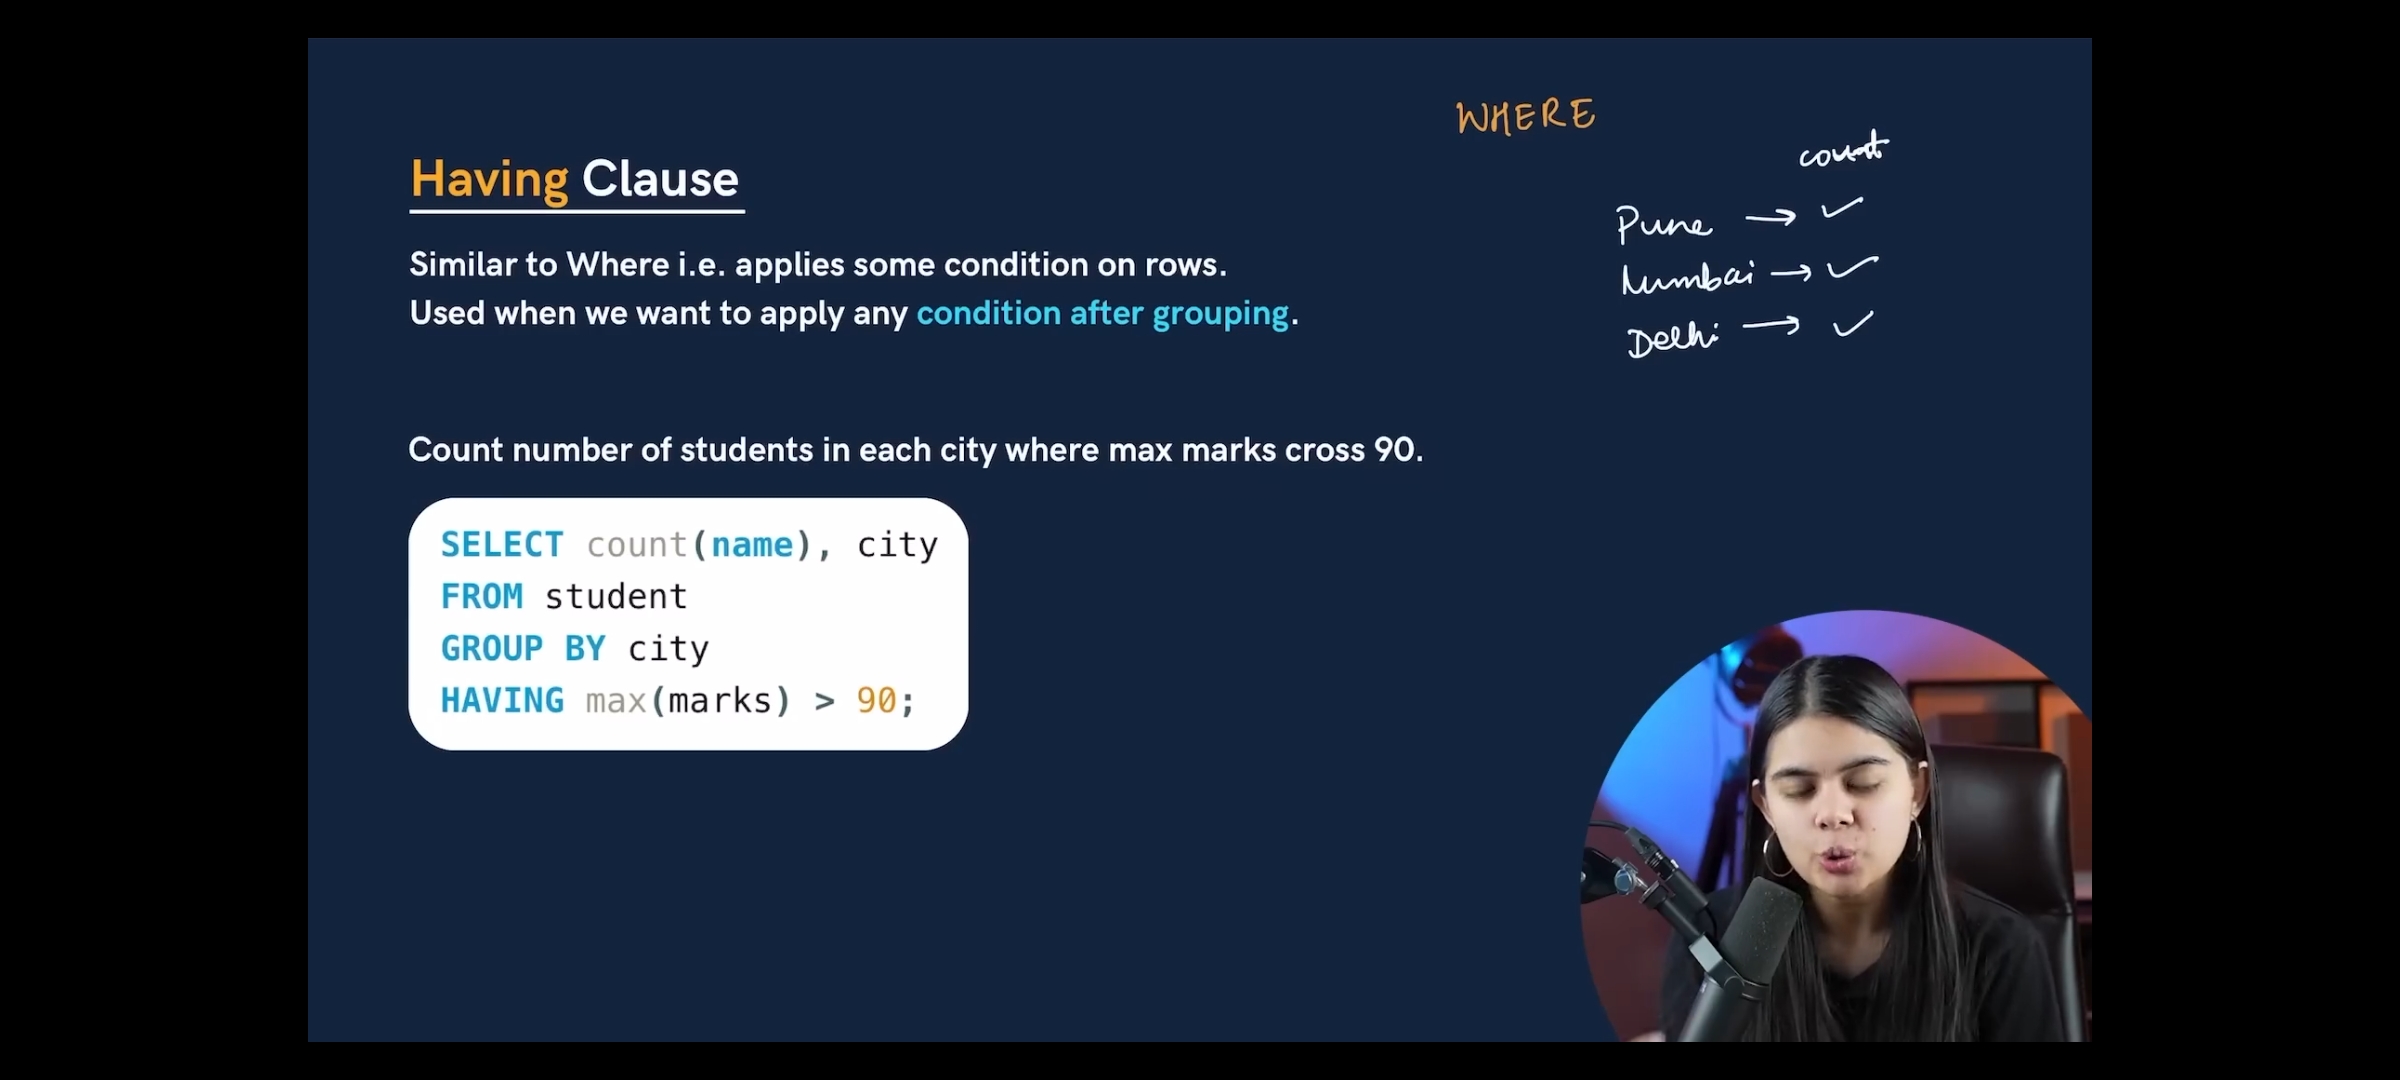 WHERE
count
Having Clause
Pune → ✓
Similar to Where i.e. applies some condition on rows.
Mumbai → ✓
Used when we want to apply any condition after grouping.
Delhi → ✓
Count number of students in each city where max marks cross 90.
SELECT count(name), city
FROM student
GROUP BY city
HAVING max(marks) > 90;